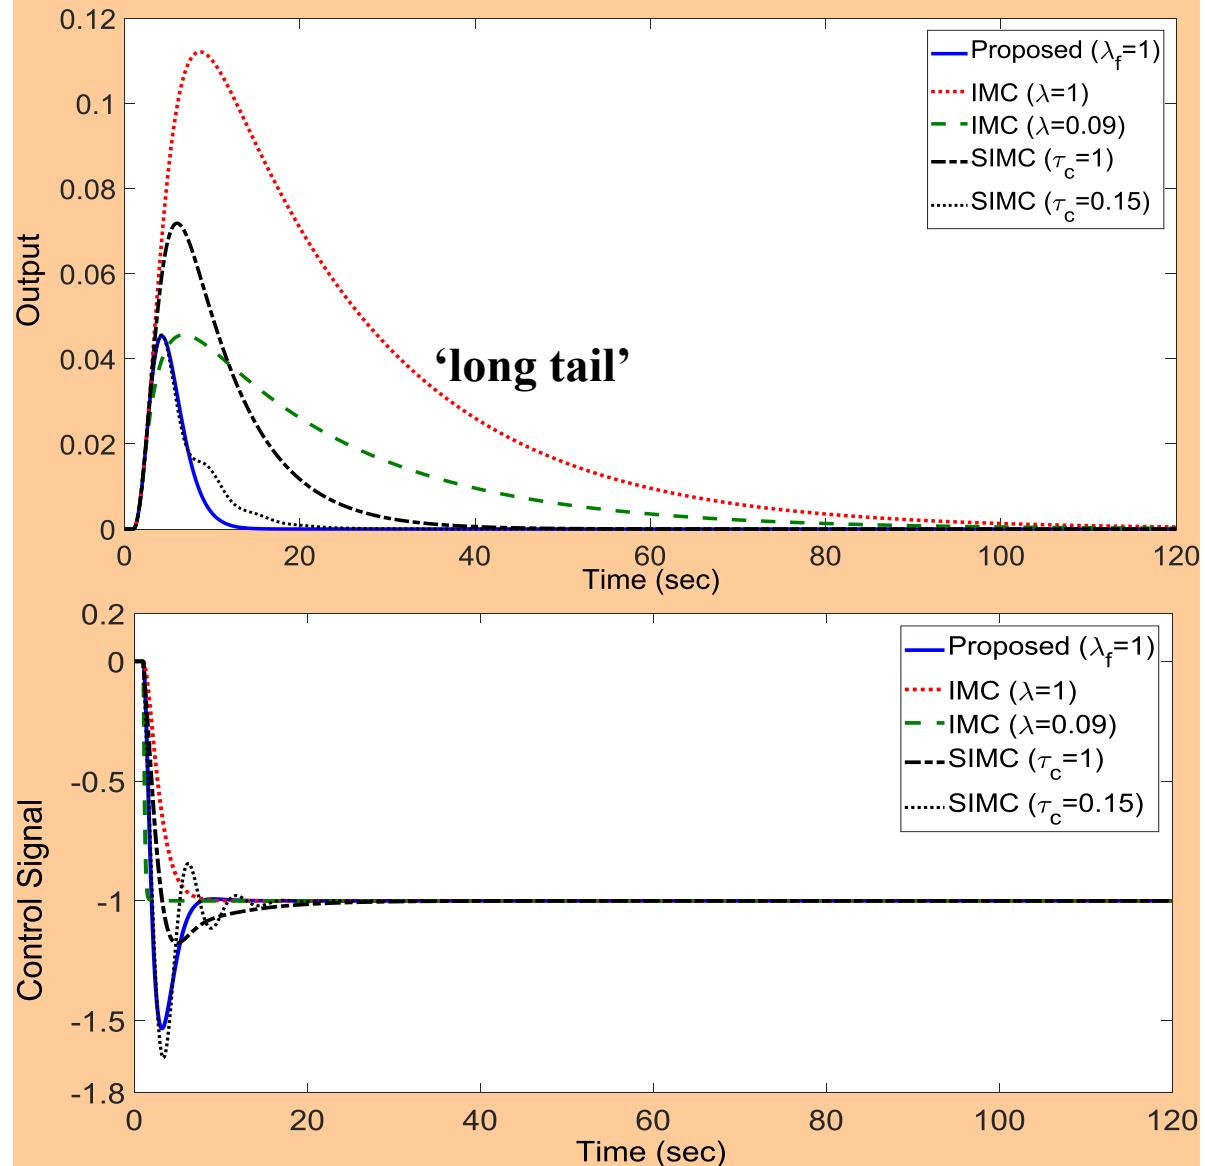 0.12
0.1
0.08
0.06
0.04
0.02
0
Output
Proposed (λf=1)
IMC (λ=1)
IMC (λ=0.09)
SIMC (τc=1)
SIMC (τc=0.15)
‘long tail’
0 20 40 60 80 100 120
Time (sec)
0.2
0
-0.5
-1
-1.5
-1.8
Control Signal
Proposed (λf=1)
IMC (λ=1)
IMC (λ=0.09)
SIMC (τc=1)
SIMC (τc=0.15)
0 20 40 60 80 100 120
Time (sec)